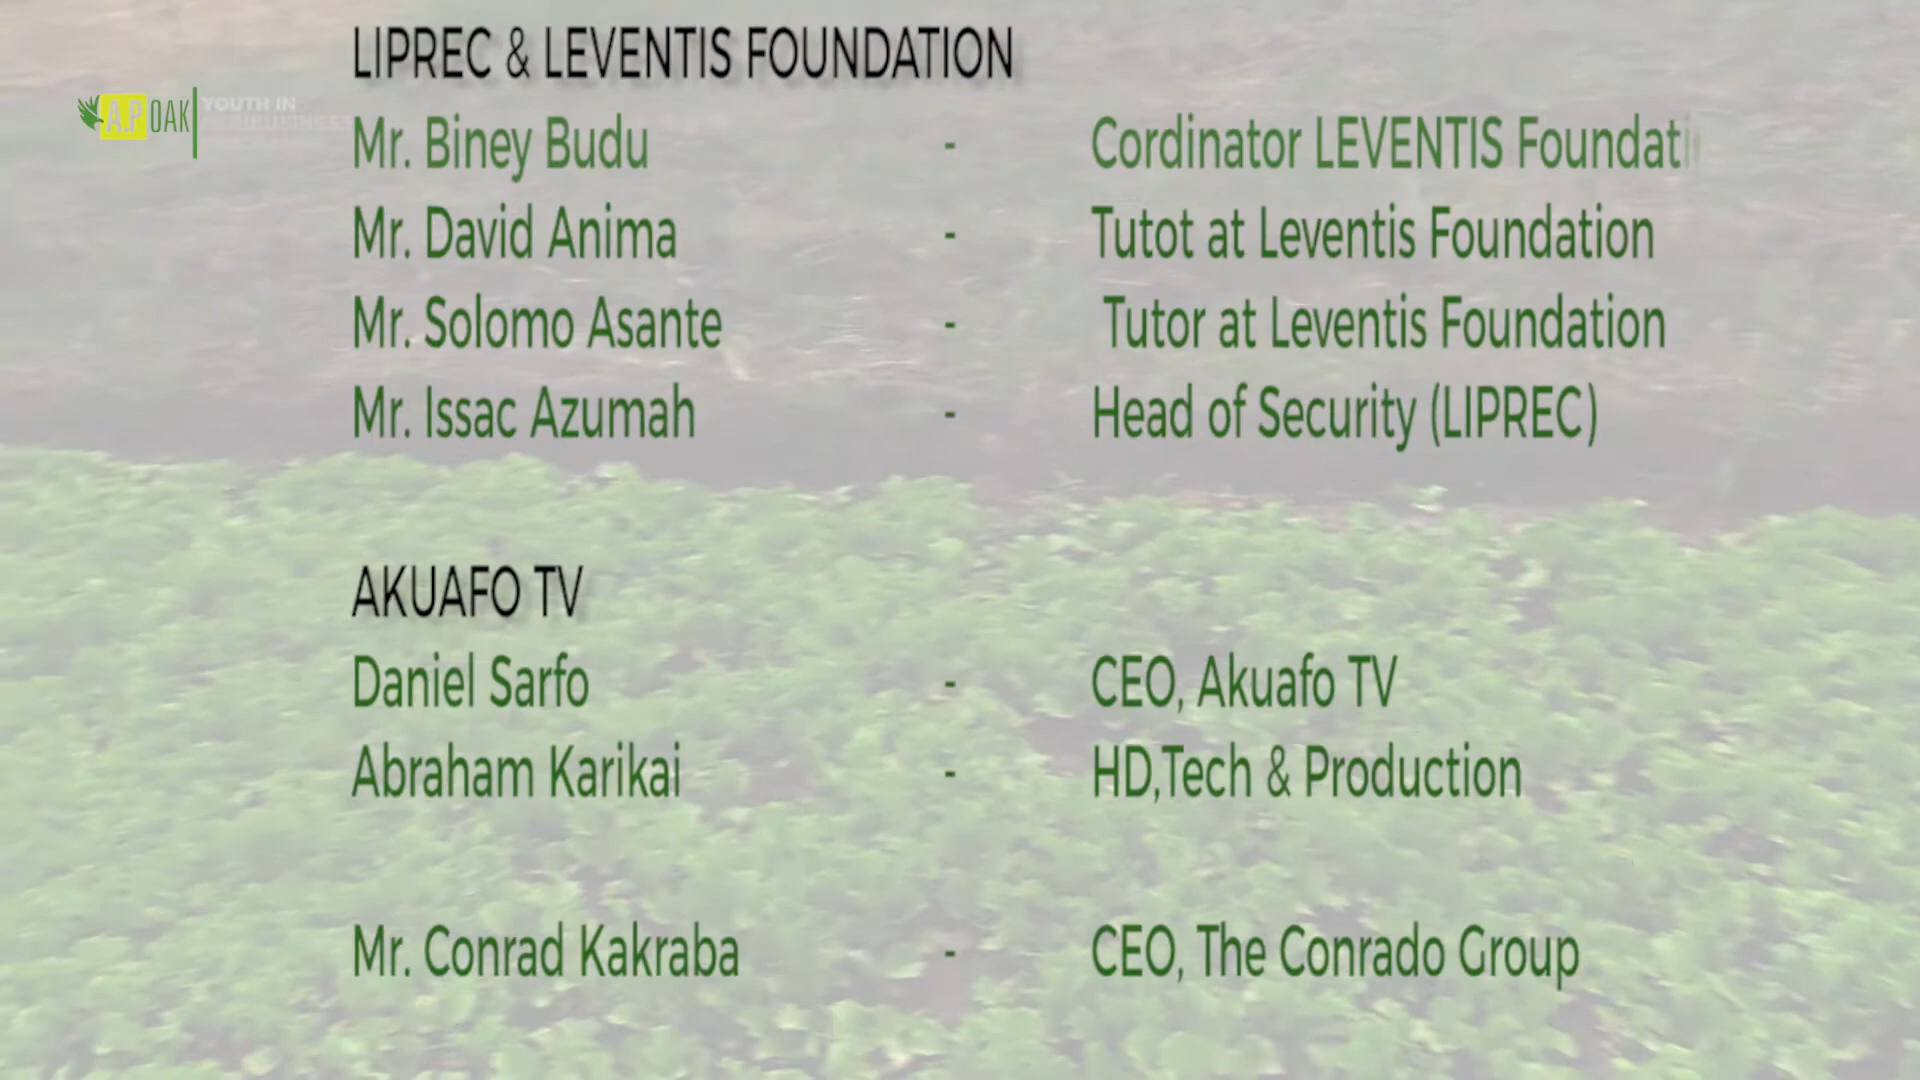 LIPREC & LEVENTIS FOUNDATION
A.P OAK
YOUTH IN
Mr. Biney Budu - Cordinator LEVENTIS Foundati
Mr. David Anima - Tutot at Leventis Foundation
Mr. Solomo Asante - Tutor at Leventis Foundation
Mr. Issac Azumah - Head of Security (LIPREC)
AKUAFO TV
Daniel Sarfo - CEO, Akuafo TV
Abraham Karikai - HD,Tech & Production
Mr. Conrad Kakraba - CEO, The Conrado Group